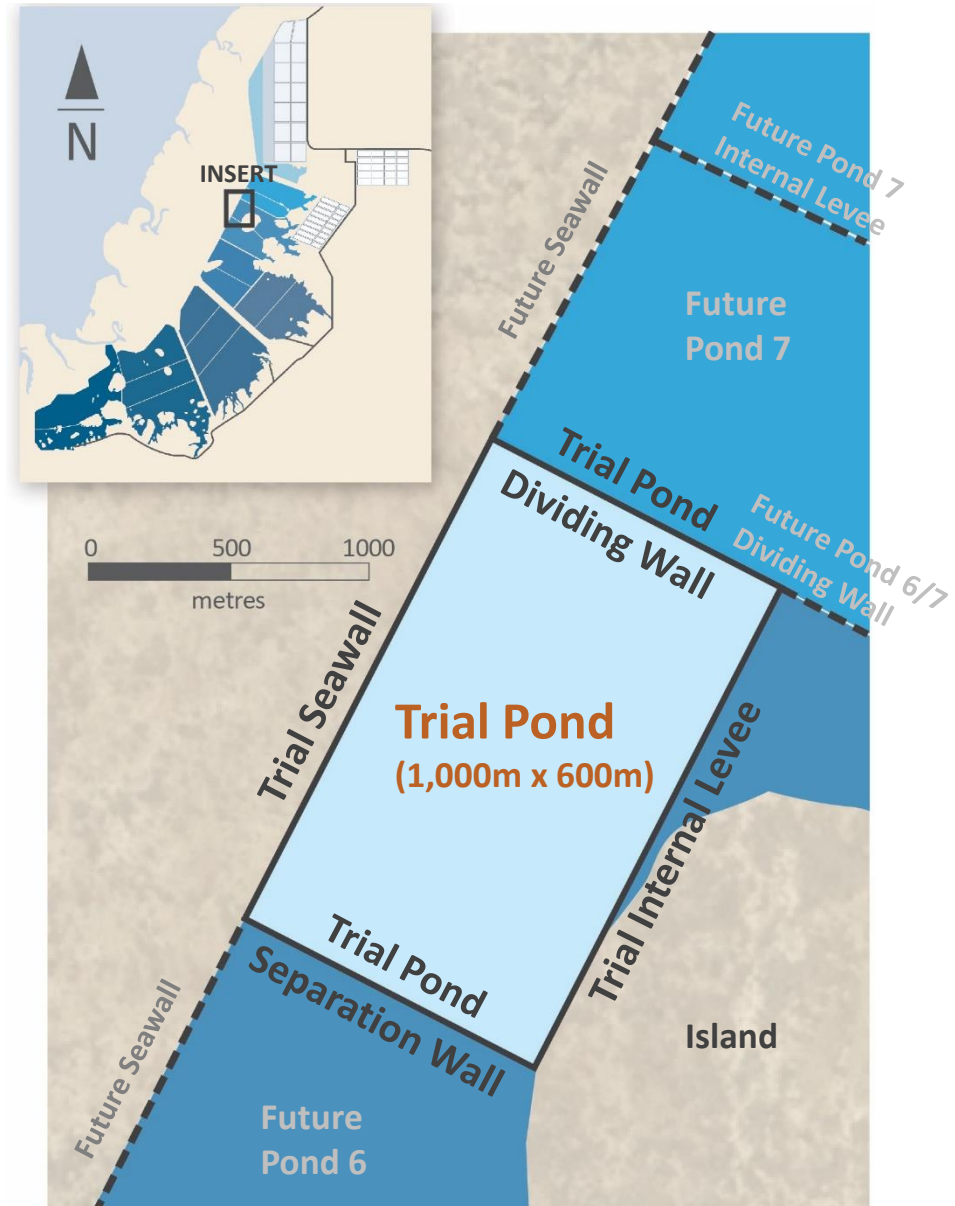 N
INSERT
Future Pond 7
Internal Levee
Future Seawall
Future
Pond 7
Trial Pond
Dividing Wall
Future Pond 6/7
Dividing Wall
0 500 1000
metres
Trial Seawall
Trial Pond
(1,000m x 600m)
Trial Internal Levee
Trial Pond
Separation Wall
Island
Future Seawall
Future
Pond 6